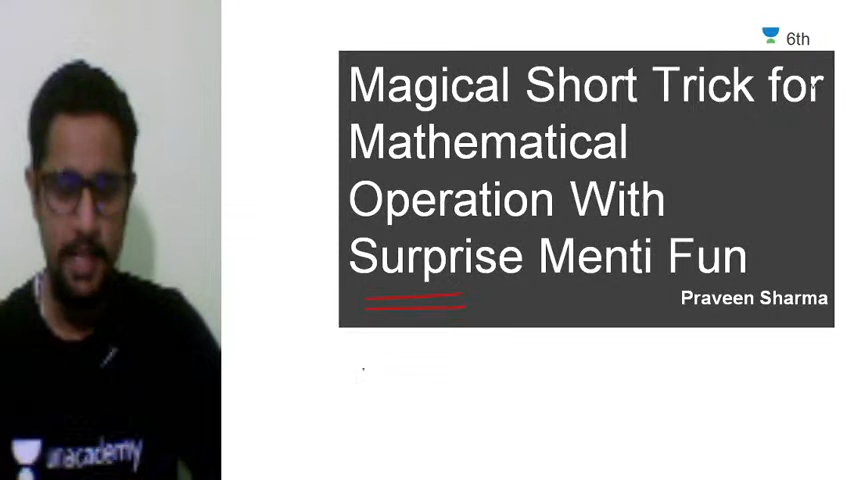 6th
Magical Short Trick for
Mathematical
Operation With
Surprise Menti Fun
Praveen Sharma
unacademy